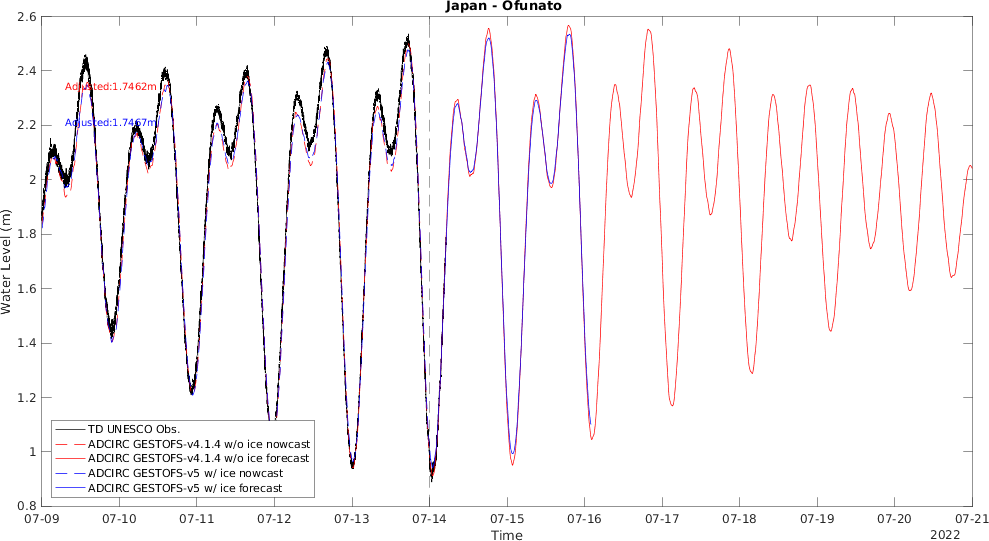 Japan - Ofunato
2.6
2.4
2.2
2
1.8
1.6
1.4
1.2
1
0.8
Water Level (m)
Adjusted:1.7462m
Adjusted:1.7467m
TD UNESCO Obs.
ADCIRC GESTOFS-v4.1.4 w/o ice nowcast
ADCIRC GESTOFS-v4.1.4 w/o ice forecast
ADCIRC GESTOFS-v5 w/ ice nowcast
ADCIRC GESTOFS-v5 w/ ice forecast
07-09 07-10 07-11 07-12 07-13 07-14 07-15 07-16 07-17 07-18 07-19 07-20 07-21
Time
2022